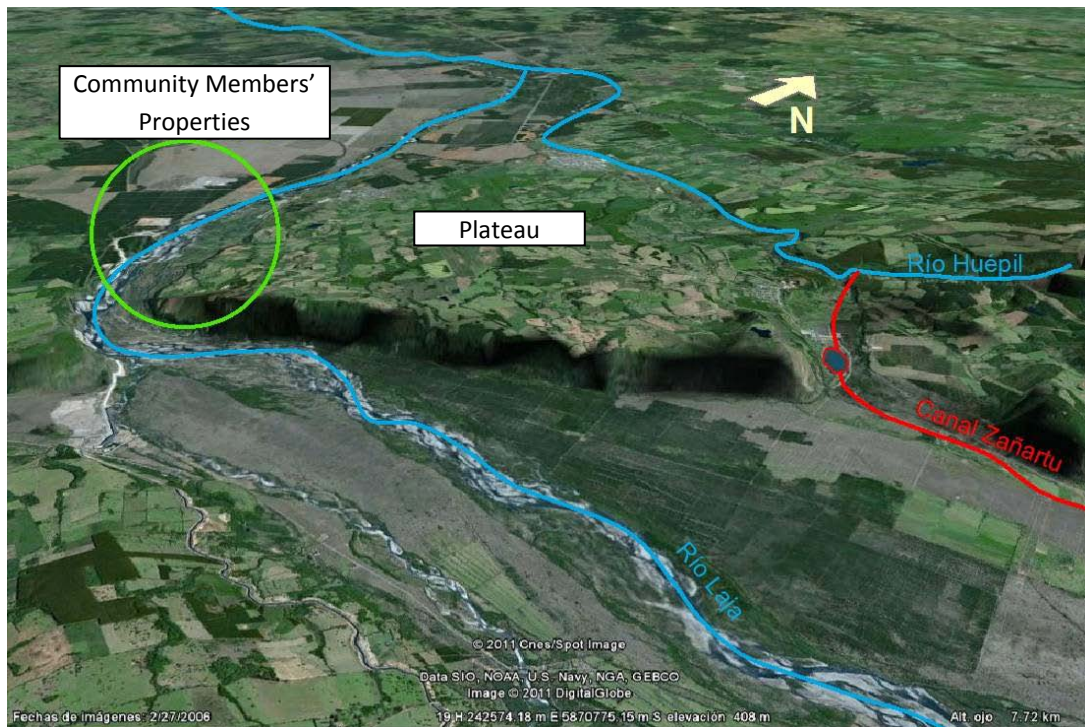 Community Members’
Properties
N
Plateau
Río Huépil
Canal Zañartu
Río Laja
© 2011 Cnes/Spot Image
Data SIO, NOAA, U.S. Navy, NGA, GEBCO
Image © 2011 DigitalGlobe
Fechas de imágenes: 2/27/2006
19 H 242574.18 m E 5870775.15 m S elevación 408 m
Alt. ojo 7.72 km